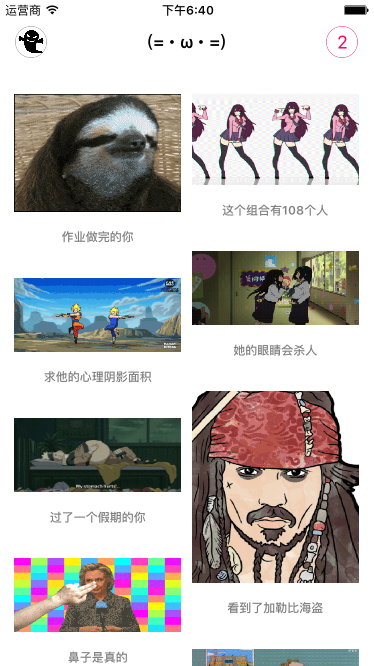 运营商 下午6:40
(=・ω・=) 2
作业做完的你
这个组合有108个人
求他的心理阴影面积
她的眼睛会杀人
My stomach hurts!
过了一个假期的你
看到了加勒比海盗
鼻子是真的